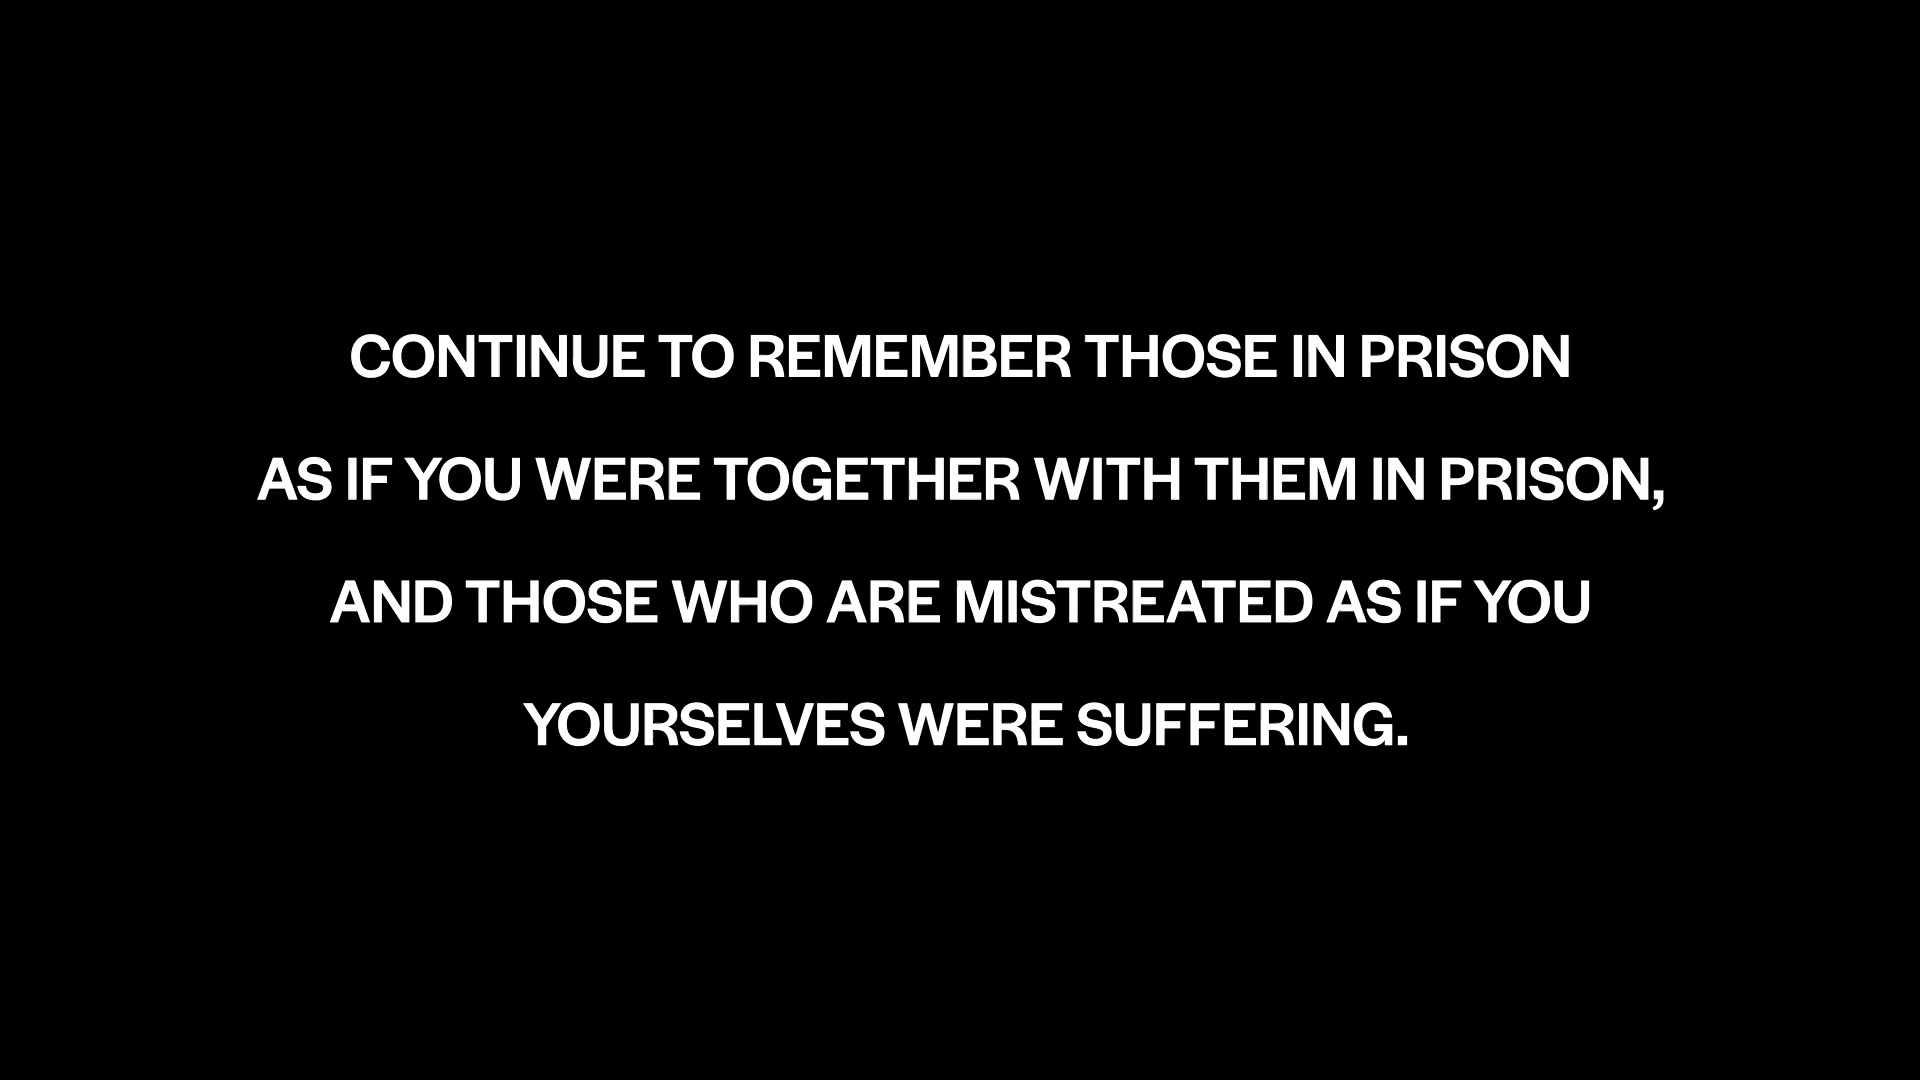 CONTINUE TO REMEMBER THOSE IN PRISON
AS IF YOU WERE TOGETHER WITH THEM IN PRISON,
AND THOSE WHO ARE MISTREATED AS IF YOU
YOURSELVES WERE SUFFERING.